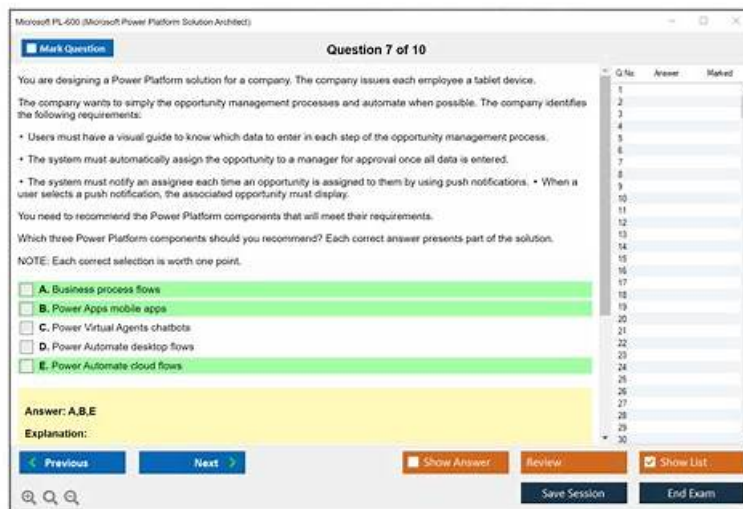 Microsoft PL-600 (Microsoft Power Platform Solution Architect)
Mark Question
Question 7 of 10
You are designing a Power Platform solution for a company. The company issues each employee a tablet device.
The company wants to simply the opportunity management processes and automate when possible. The company identifies
the following requirements:
• Users must have a visual guide to know which data to enter in each step of the opportunity management process.
• The system must automatically assign the opportunity to a manager for approval once all data is entered.
• The system must notify an assignee each time an opportunity is assigned to them by using push notifications. • When a
user selects a push notification, the associated opportunity must display.
You need to recommend the Power Platform components that will meet their requirements.
Which three Power Platform components should you recommend? Each correct answer presents part of the solution.
NOTE: Each correct selection is worth one point.
A. Business process flows
B. Power Apps mobile apps
C. Power Virtual Agents chatbots
D. Power Automate desktop flows
E. Power Automate cloud flows
Answer: A,B,E
Explanation:
Q.No Answer Marked
1
2
3
4
5
6
7
8
9
10
11
12
13
14
15
16
17
18
19
20
21
22
23
24
25
26
27
28
29
30
Previous
Next
Show Answer
Review
Show List
Save Session
End Exam